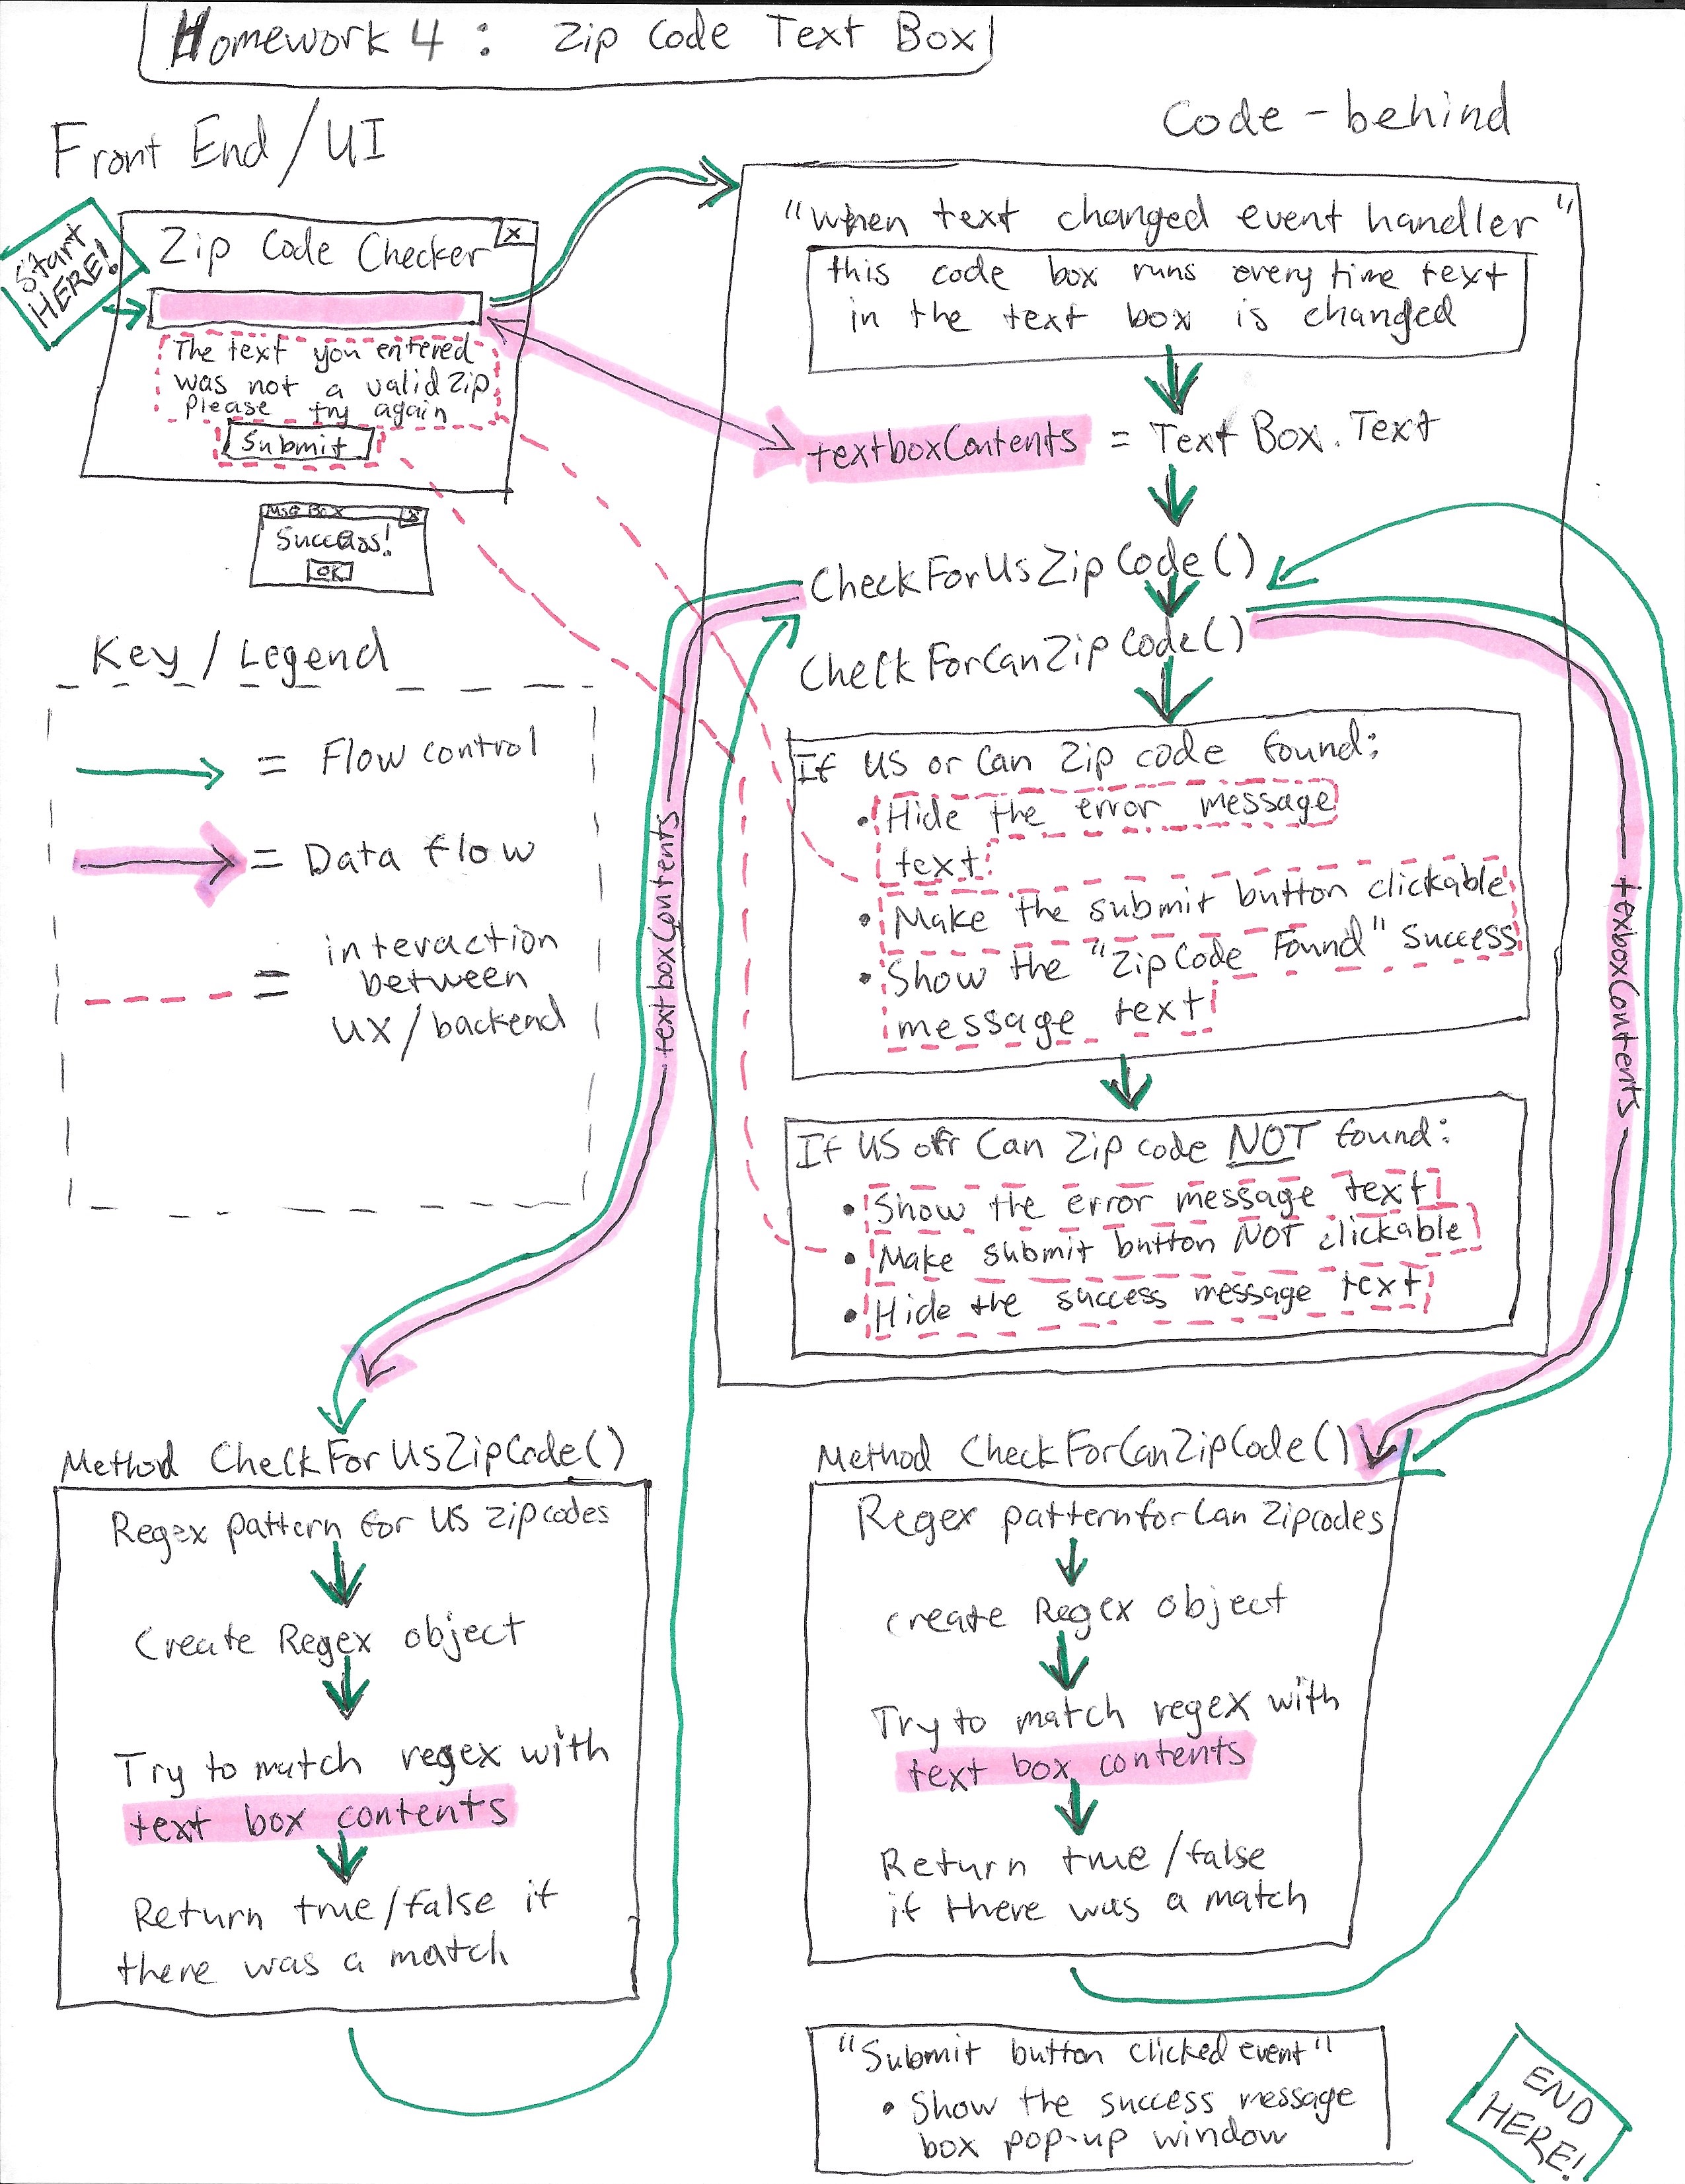 Homework 4 : Zip Code Text Box
Front End / UI
Code - behind
Start
HERE!
Zip Code Checker
x
The text you entered
was not a valid zip
Please try again
Submit
Msg Box
x
Success!
OK
Key / Legend
= Flow control
= Data flow
= interaction
between
UX/backend
"When text changed event handler"
this code box runs every time text
in the text box is changed
textboxContents = Text Box.Text
CheckForUsZipCode()
CheckForCanZipCode()
If US or Can Zip code found:
• Hide the error message
text
• Make the submit button clickable
• Show the "ZipCode Found" success
message text
If US or Can Zip code NOT found:
• Show the error message text
• Make submit button NOT clickable
• Hide the success message text
textboxContents
texboxContents
Method CheckForUsZipCode()
Regex pattern for US zipcodes
Create Regex object
Try to match regex with
text box contents
Return true/false if
there was a match
Method CheckForCanZipCode()
Regex pattern for Can Zipcodes
create Regex object
Try to match regex with
text box contents
Return true/false
if there was a match
"Submit button clicked event"
• Show the success message
box pop-up window
END
HERE!